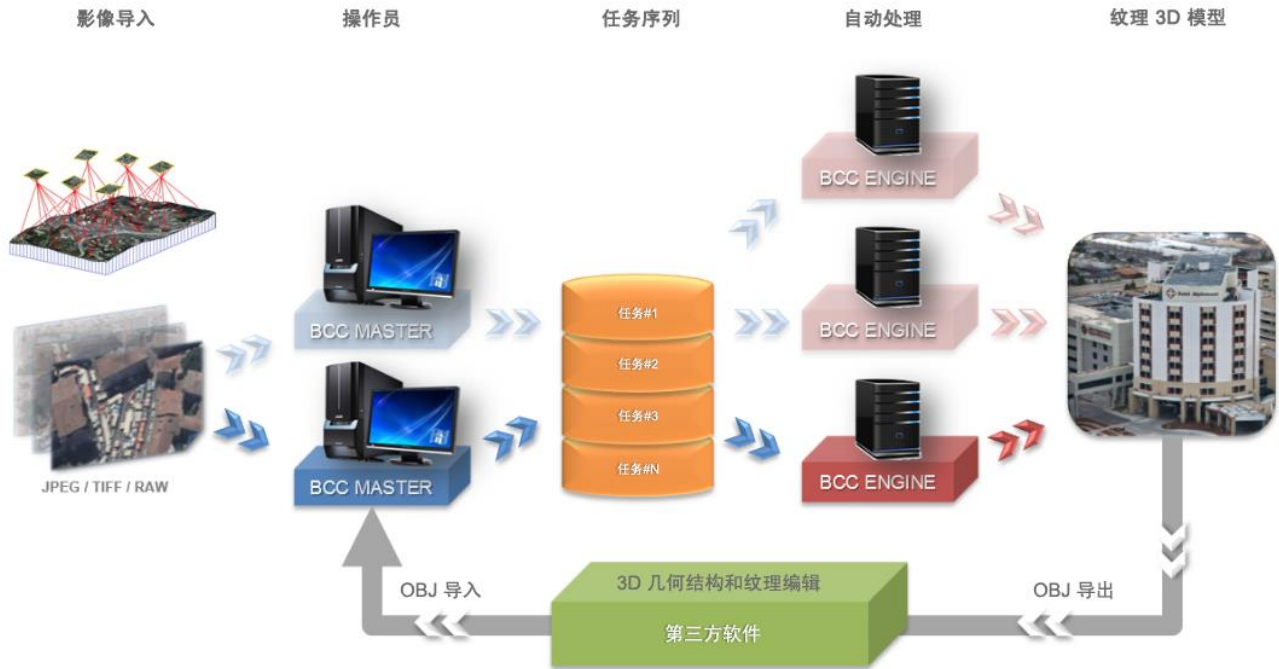 影像导入
操作员
任务序列
自动处理
纹理 3D 模型
BCC ENGINE
BCC MASTER
任务#1
BCC ENGINE
任务#2
任务#3
任务#N
JPEG / TIFF / RAW
BCC MASTER
BCC ENGINE
OBJ 导入
3D 几何结构和纹理编辑
OBJ 导出
第三方软件